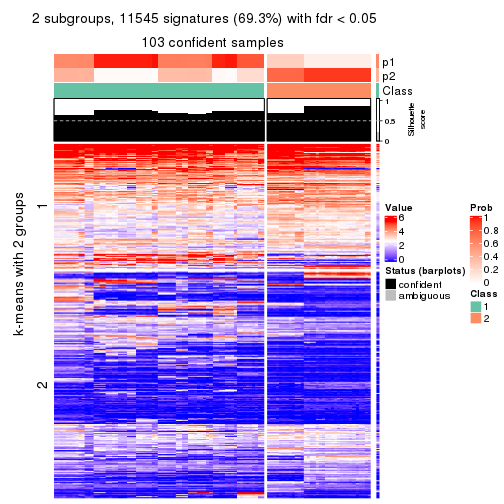 2 subgroups, 11545 signatures (69.3%) with fdr < 0.05
103 confident samples
p1
p2
Class
1
0.5
0
Silhouette
score
k-means with 2 groups
1
2
Value
6
4
2
0
Status (barplots)
confident
ambiguous
Prob
1
0.8
0.6
0.4
0.2
0
Class
1
2